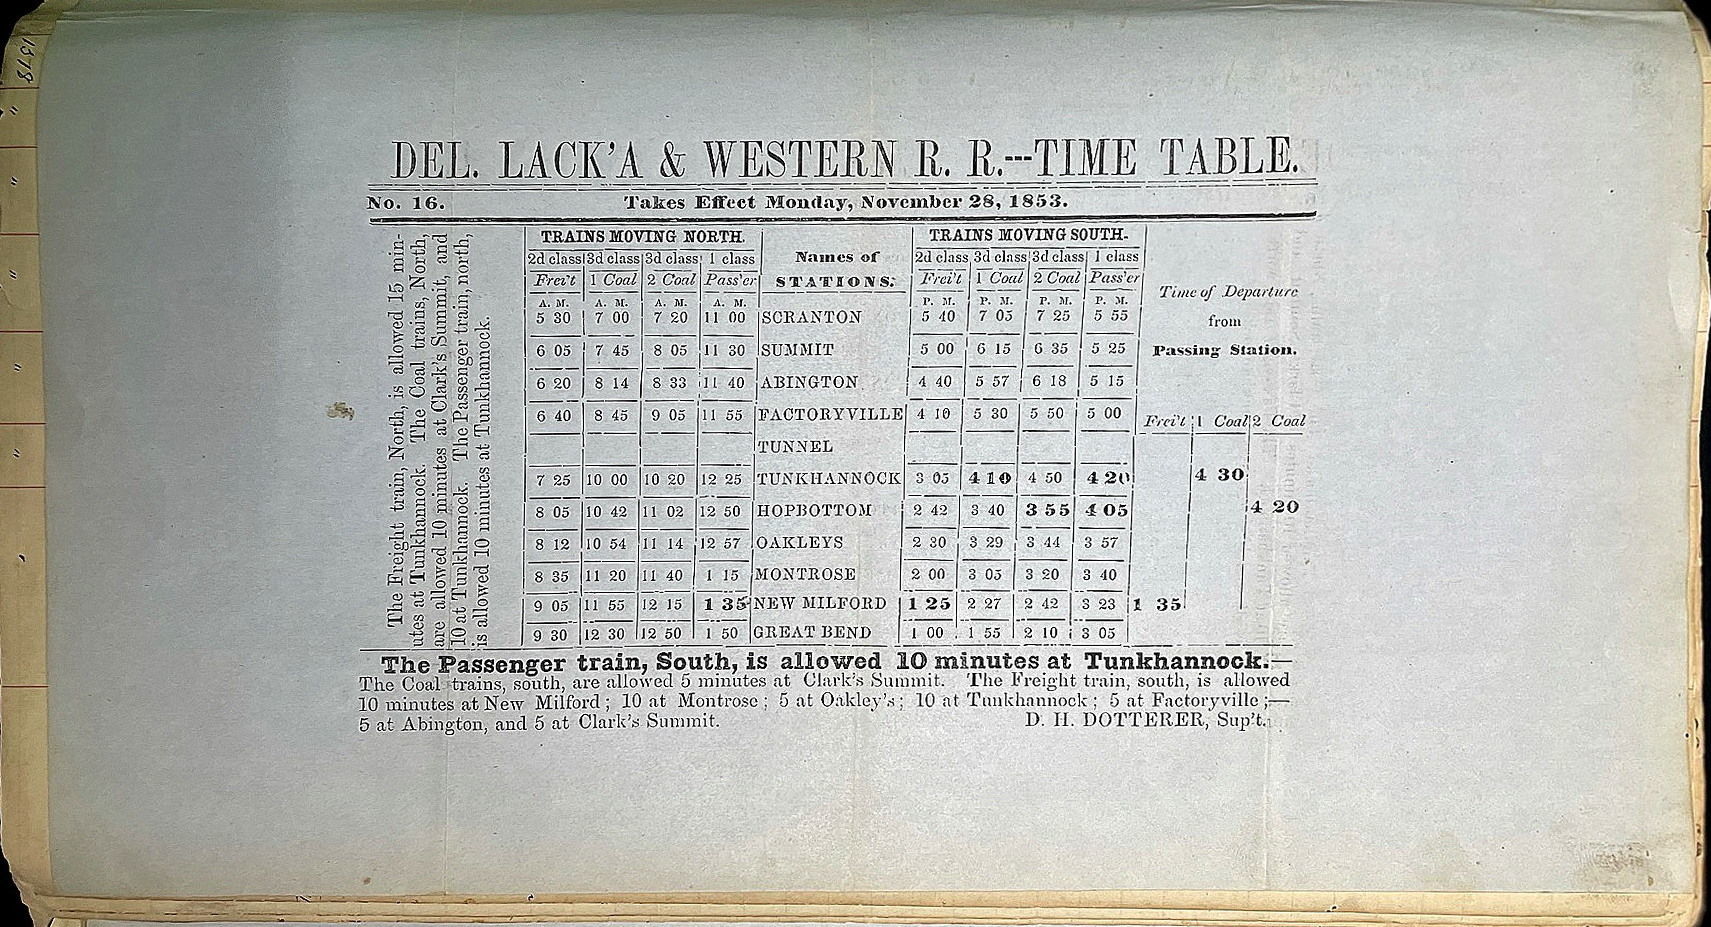 DEL. LACK'A & WESTERN R. R.---TIME TABLE.
No. 16. Takes Effect Monday, November 28, 1853.
The Freight train, North, is allowed 15 min-
utes at Tunkhannock. The Coal trains, North,
are allowed 10 minutes at Clark's Summit, and
10 at Tunkhannock. The Passenger train, north,
is allowed 10 minutes at Tunkhannock.
TRAINS MOVING NORTH. Names of STATIONS. TRAINS MOVING SOUTH.
2d class 3d class 3d class 1 class 2d class 3d class 3d class 1 class
Frei't 1 Coal 2 Coal Pass'er Frei't 1 Coal 2 Coal Pass'er
A. M. A. M. A. M. A. M. P. M. P. M. P. M. P. M.
5 30 7 00 7 20 11 00 SCRANTON 5 40 7 05 7 25 5 55
6 05 7 45 8 05 11 30 SUMMIT 5 00 6 15 6 35 5 25
6 20 8 14 8 33 11 40 ABINGTON 4 40 5 57 6 18 5 15
6 40 8 45 9 05 11 55 FACTORYVILLE 4 10 5 30 5 50 5 00
TUNNEL
7 25 10 00 10 20 12 25 TUNKHANNOCK 3 05 4 10 4 50 4 20
8 05 10 42 11 02 12 50 HOPBOTTOM 2 42 3 40 3 55 4 05
8 12 10 54 11 14 12 57 OAKLEYS 2 30 3 29 3 44 3 57
8 35 11 20 11 40 1 15 MONTROSE 2 00 3 05 3 20 3 40
9 05 11 55 12 15 1 35 NEW MILFORD 1 25 2 27 2 42 3 23
9 30 12 30 12 50 1 50 GREAT BEND 1 00 1 55 2 10 3 05
Time of Departure
from
Passing Station.
Frei't 1 Coal 2 Coal
4 30
4 20
1 35
The Passenger train, South, is allowed 10 minutes at Tunkhannock.—
The Coal trains, south, are allowed 5 minutes at Clark's Summit. The Freight train, south, is allowed
10 minutes at New Milford; 10 at Montrose; 5 at Oakley's; 10 at Tunkhannock; 5 at Factoryville;—
5 at Abington, and 5 at Clark's Summit. D. H. DOTTERER, Sup't.